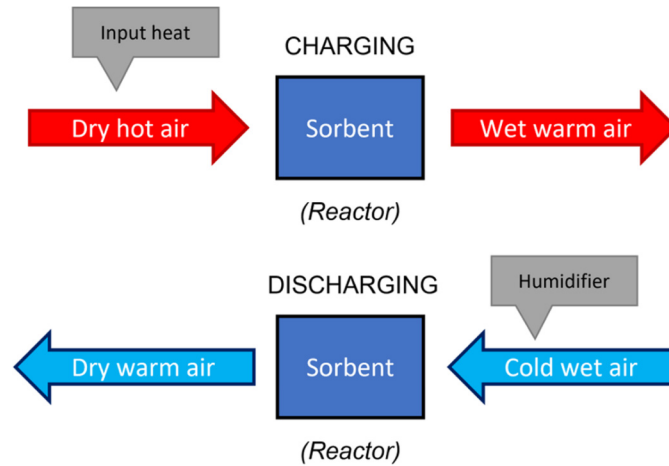 Input heat
CHARGING
Dry hot air
Sorbent
Wet warm air
(Reactor)
DISCHARGING
Humidifier
Dry warm air
Sorbent
Cold wet air
(Reactor)